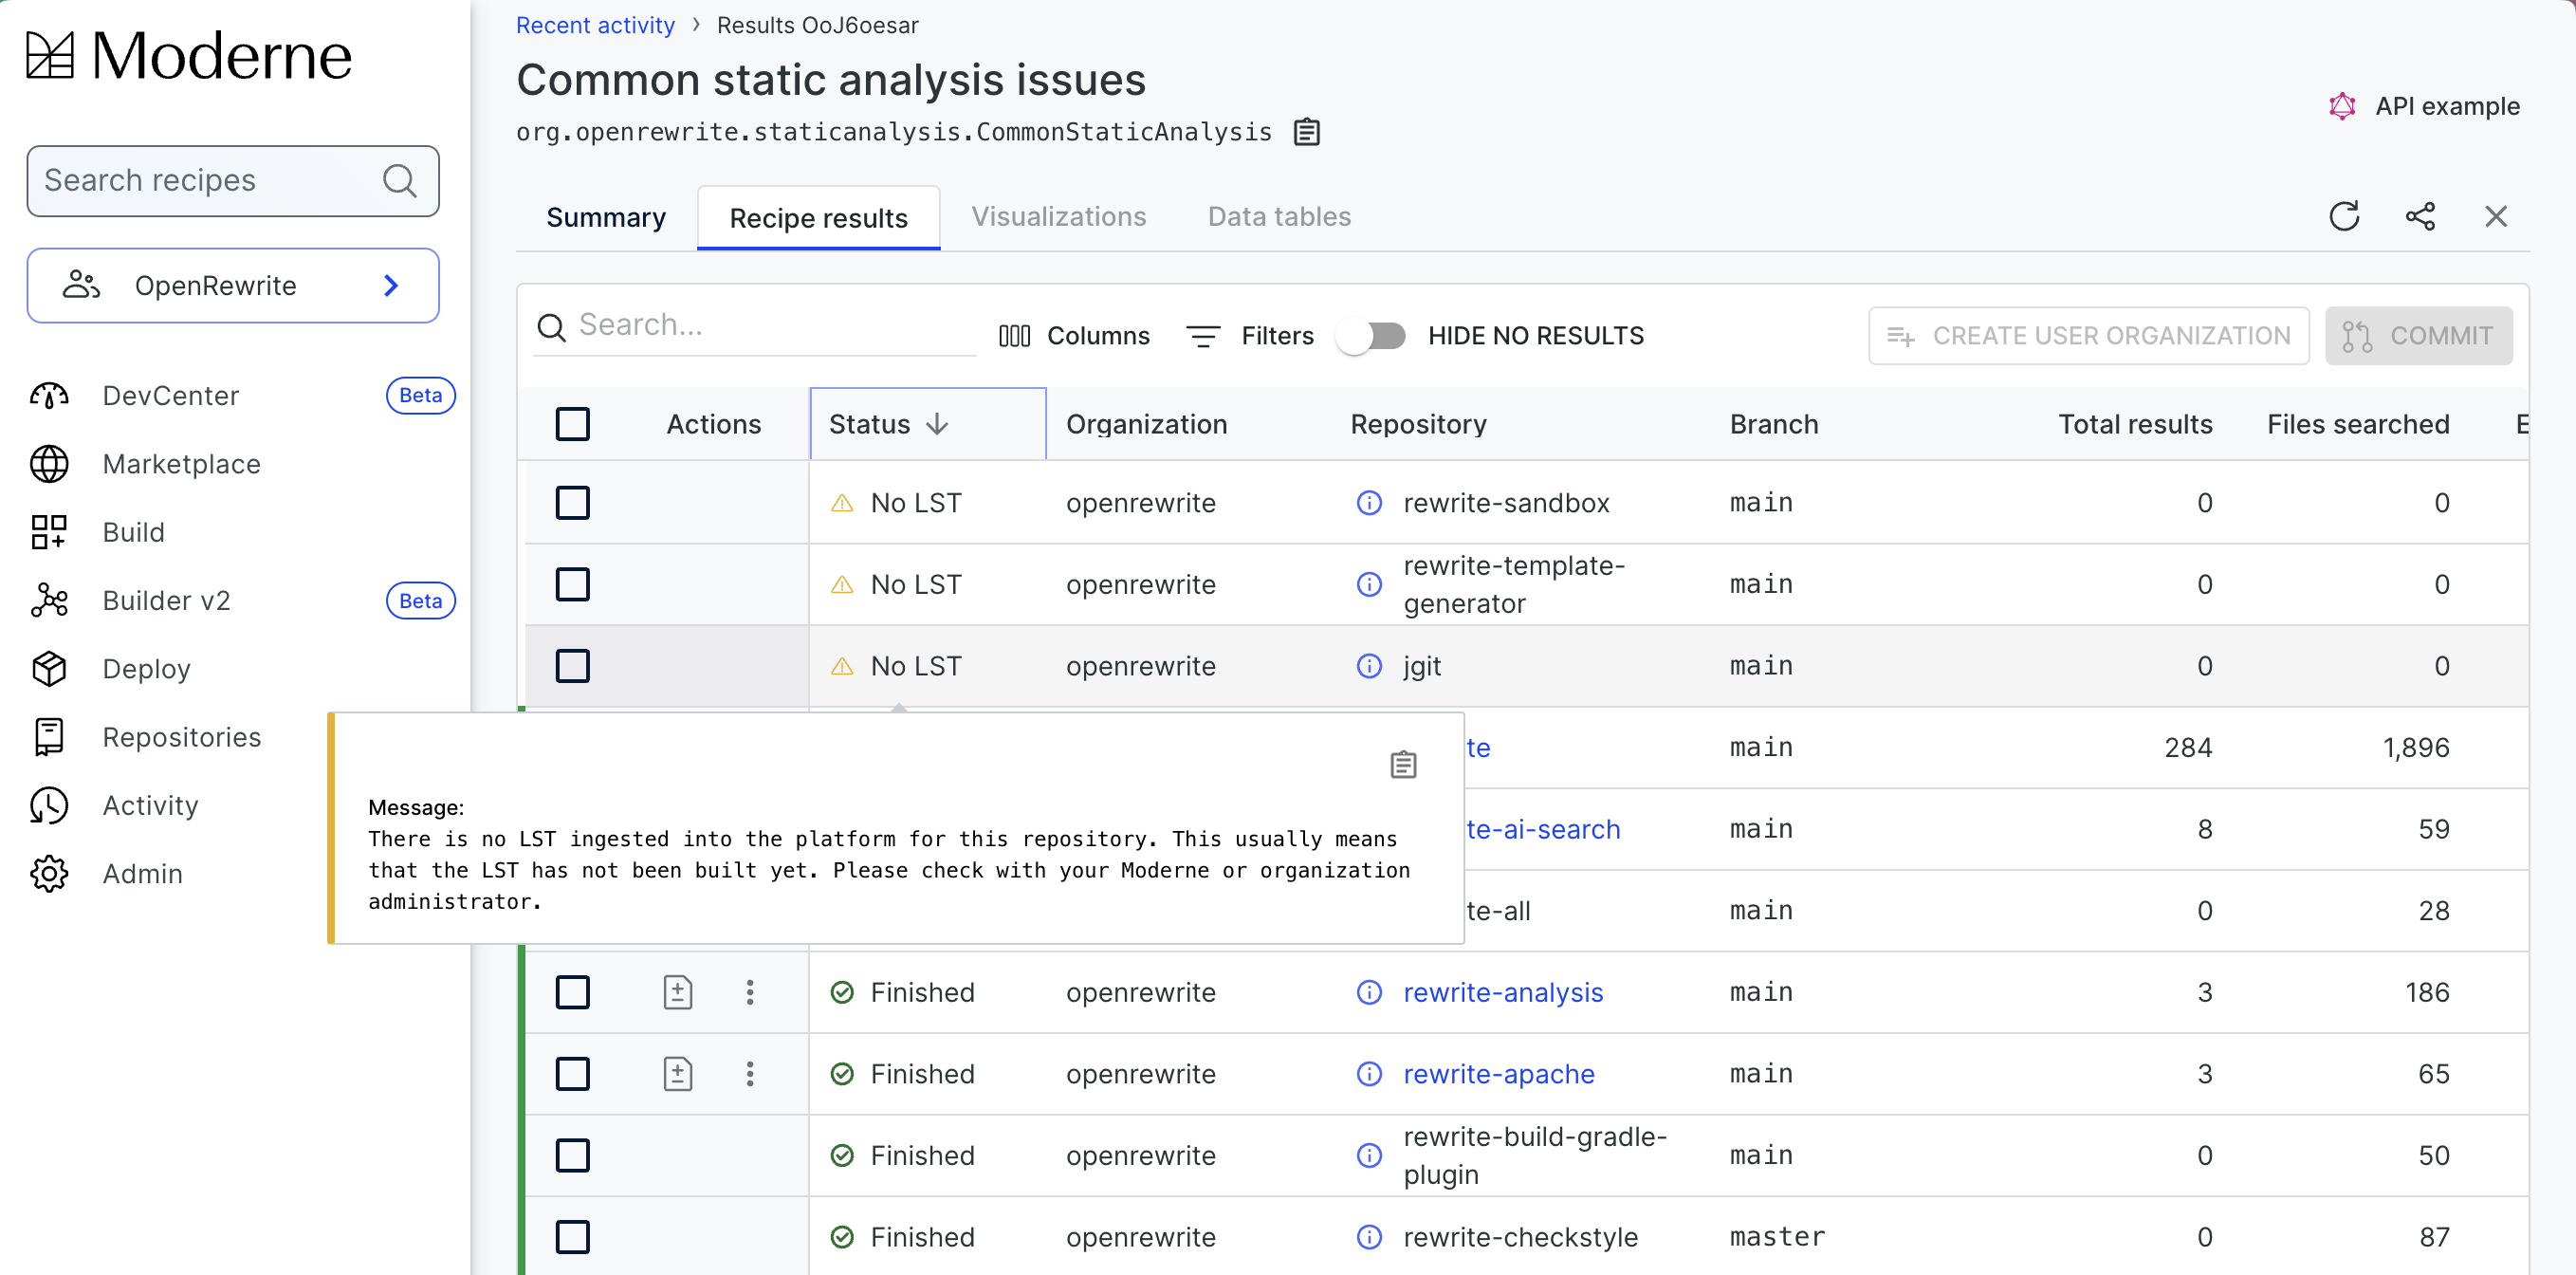 Moderne
Search recipes
OpenRewrite
DevCenter Beta
Marketplace
Build
Builder v2 Beta
Deploy
Repositories
Activity
Admin
Recent activity › Results OoJ6oesar
Common static analysis issues
org.openrewrite.staticanalysis.CommonStaticAnalysis
API example
Summary Recipe results Visualizations Data tables
Search... Columns Filters HIDE NO RESULTS CREATE USER ORGANIZATION COMMIT
Actions Status Organization Repository Branch Total results Files searched
No LST openrewrite rewrite-sandbox main 0 0
No LST openrewrite rewrite-template-
generator main 0 0
No LST openrewrite jgit main 0 0
te main 284 1,896
te-ai-search main 8 59
te-all main 0 28
Message:
There is no LST ingested into the platform for this repository. This usually means
that the LST has not been built yet. Please check with your Moderne or organization
administrator.
Finished openrewrite rewrite-analysis main 3 186
Finished openrewrite rewrite-apache main 3 65
Finished openrewrite rewrite-build-gradle-
plugin main 0 50
Finished openrewrite rewrite-checkstyle master 0 87